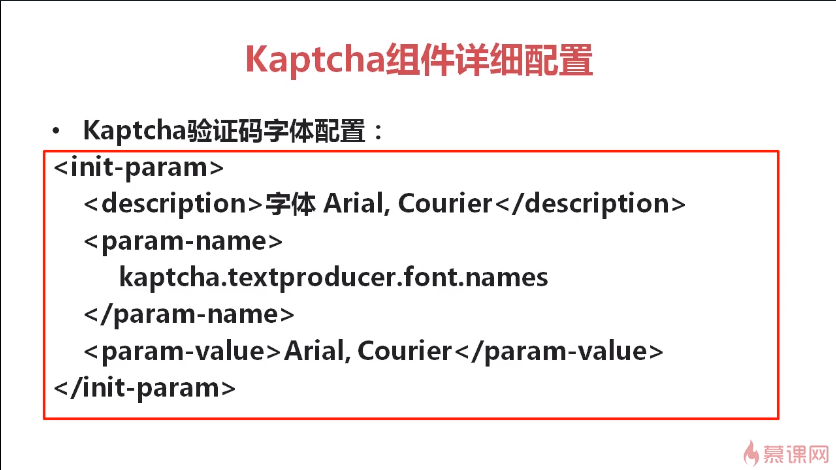 Kaptcha组件详细配置
• Kaptcha验证码字体配置：
<init-param>
<description>字体 Arial, Courier</description>
<param-name>
kaptcha.textproducer.font.names
</param-name>
<param-value>Arial, Courier</param-value>
</init-param>
慕课网